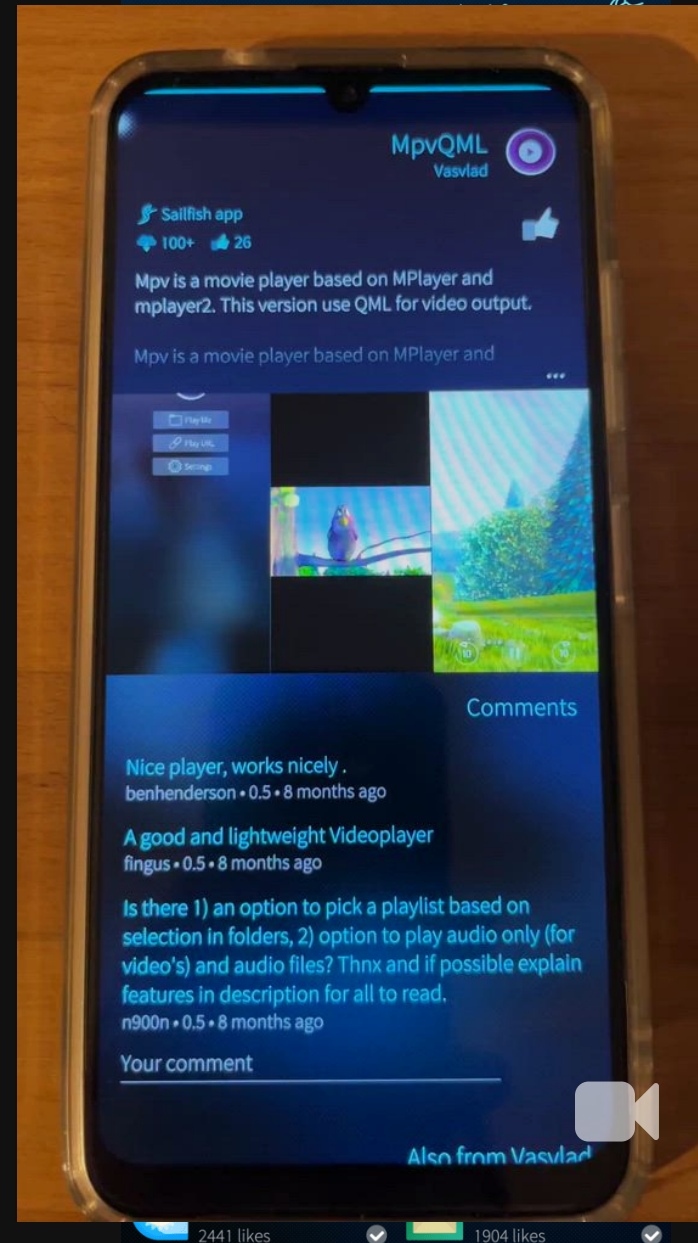 MpvQML
Vasvlad
Sailfish app
100+ 26
Mpv is a movie player based on MPlayer and
mplayer2. This version use QML for video output.
Mpv is a movie player based on MPlayer and
...
Play file
Play URL
Settings
10 10
Comments
Nice player, works nicely .
benhenderson • 0.5 • 8 months ago
A good and lightweight Videoplayer
fingus • 0.5 • 8 months ago
Is there 1) an option to pick a playlist based on
selection in folders, 2) option to play audio only (for
video's) and audio files? Thnx and if possible explain
features in description for all to read.
n900n • 0.5 • 8 months ago
Your comment
Also from Vasvlad
2441 likes 1904 likes